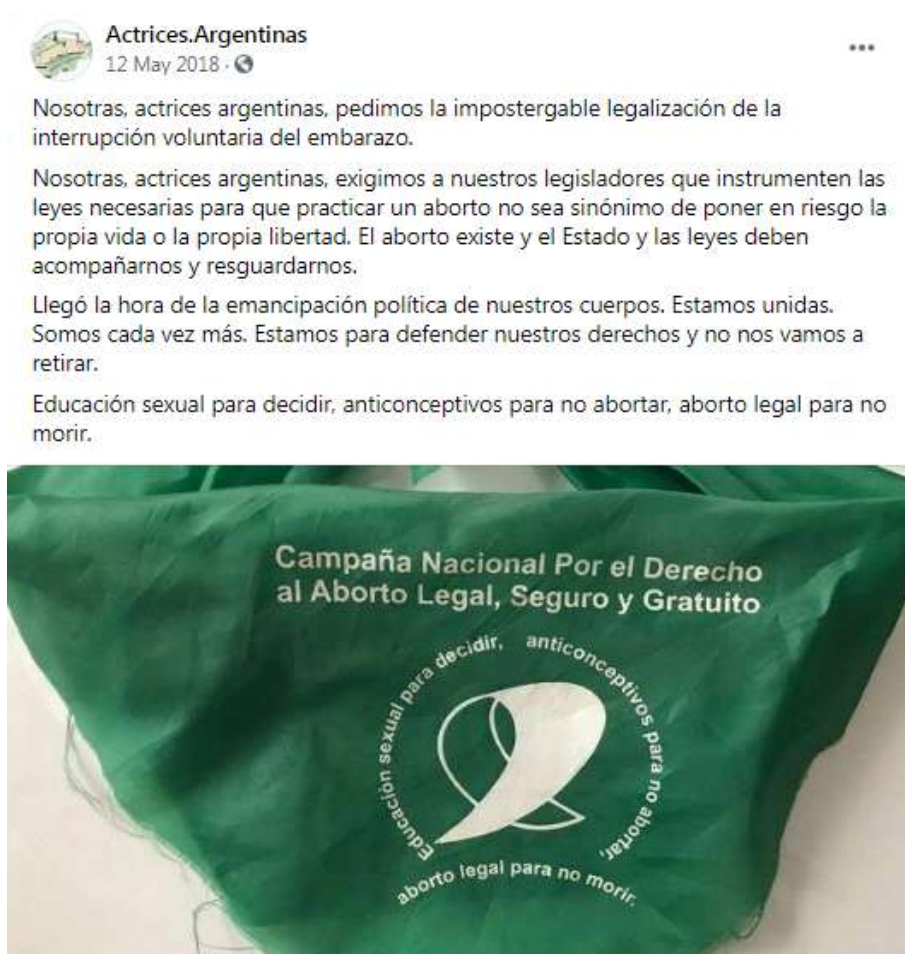 Actrices.Argentinas
12 May 2018 ·
Nosotras, actrices argentinas, pedimos la impostergable legalización de la
interrupción voluntaria del embarazo.
Nosotras, actrices argentinas, exigimos a nuestros legisladores que instrumenten las
leyes necesarias para que practicar un aborto no sea sinónimo de poner en riesgo la
propia vida o la propia libertad. El aborto existe y el Estado y las leyes deben
acompañarnos y resguardarnos.
Llegó la hora de la emancipación política de nuestros cuerpos. Estamos unidas.
Somos cada vez más. Estamos para defender nuestros derechos y no nos vamos a
retirar.
Educación sexual para decidir, anticonceptivos para no abortar, aborto legal para no
morir.
Campaña Nacional Por el Derecho
al Aborto Legal, Seguro y Gratuito
Educación sexual para decidir, anticonceptivos para no abortar,
aborto legal para no morir.